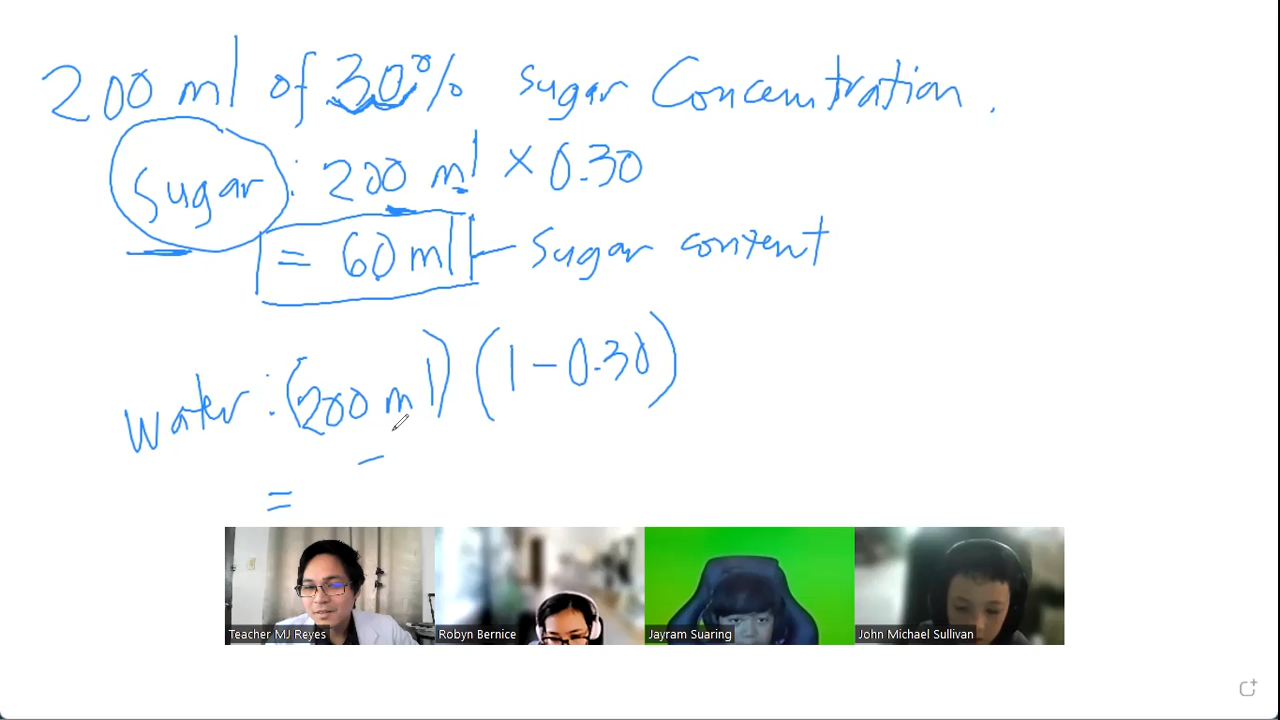 200 ml of 30% sugar Concentration.
Sugar: 200 ml × 0.30
= 60 ml - Sugar content
Water: (200 ml) (1 - 0.30)
=
Teacher MJ Reyes
Robyn Bernice
Jayram Suaring
John Michael Sullivan